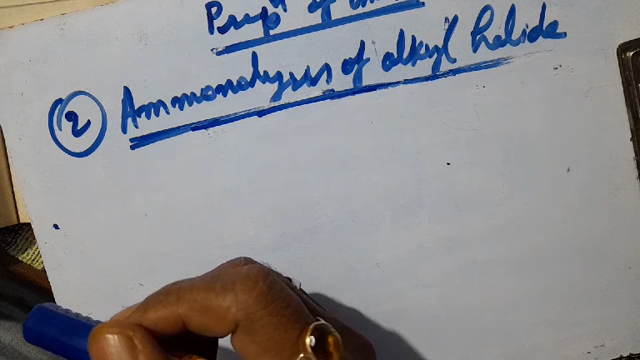 Prepn of
② Ammonolysis of alkyl halide